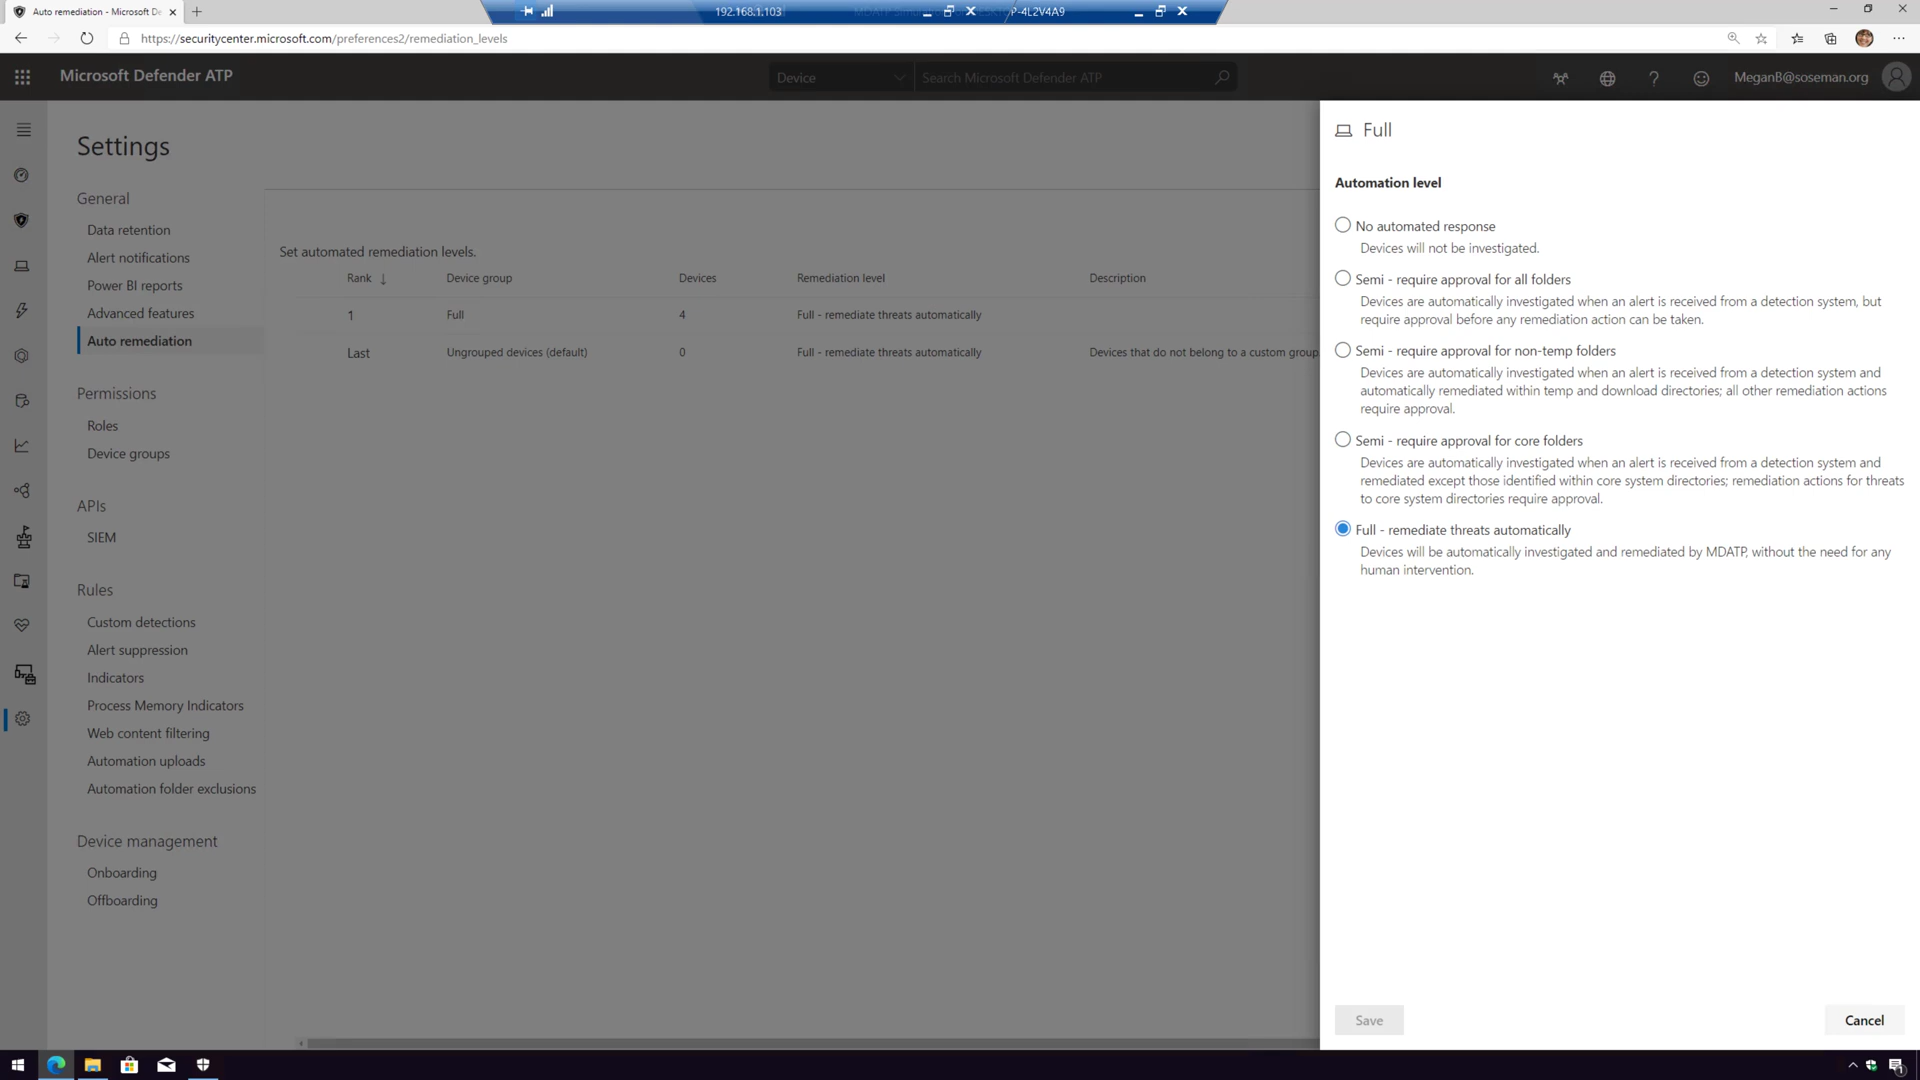 Auto remediation - Microsoft De
192.168.1.103
P-4L2V4A9
https://securitycenter.microsoft.com/preferences2/remediation_levels
Microsoft Defender ATP
Device
Search Microsoft Defender ATP
MeganB@soseman.org
Settings
General
Data retention
Alert notifications
Power BI reports
Advanced features
Auto remediation
Permissions
Roles
Device groups
APIs
SIEM
Rules
Custom detections
Alert suppression
Indicators
Process Memory Indicators
Web content filtering
Automation uploads
Automation folder exclusions
Device management
Onboarding
Offboarding
Set automated remediation levels.
Rank ↓ Device group Devices Remediation level Description
1 Full 4 Full - remediate threats automatically
Last Ungrouped devices (default) 0 Full - remediate threats automatically Devices that do not belong to a custom group
Full
Automation level
No automated response
Devices will not be investigated.
Semi - require approval for all folders
Devices are automatically investigated when an alert is received from a detection system, but
require approval before any remediation action can be taken.
Semi - require approval for non-temp folders
Devices are automatically investigated when an alert is received from a detection system and
automatically remediated within temp and download directories; all other remediation actions
require approval.
Semi - require approval for core folders
Devices are automatically investigated when an alert is received from a detection system and
remediated except those identified within core system directories; remediation actions for threats
to core system directories require approval.
Full - remediate threats automatically
Devices will be automatically investigated and remediated by MDATP, without the need for any
human intervention.
Save
Cancel